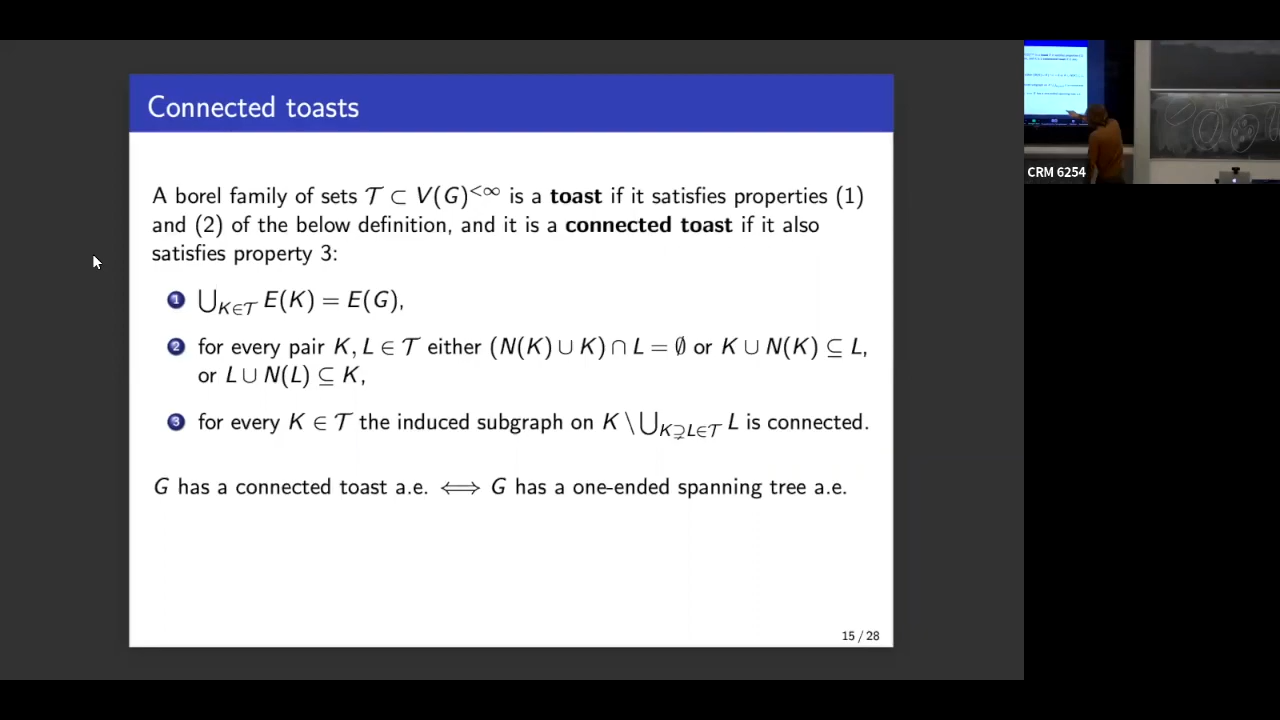 Connected toasts
A borel family of sets 𝒯 ⊂ V(G)^{<∞} is a toast if it satisfies properties (1)
and (2) of the below definition, and it is a connected toast if it also
satisfies property 3:
1 ⋃_{K∈𝒯} E(K) = E(G),
2 for every pair K, L ∈ 𝒯 either (N(K) ∪ K) ∩ L = ∅ or K ∪ N(K) ⊆ L,
or L ∪ N(L) ⊆ K,
3 for every K ∈ 𝒯 the induced subgraph on K \ ⋃_{K⊋L∈𝒯} L is connected.
G has a connected toast a.e. ⟺ G has a one-ended spanning tree a.e.
15 / 28
CRM 6254